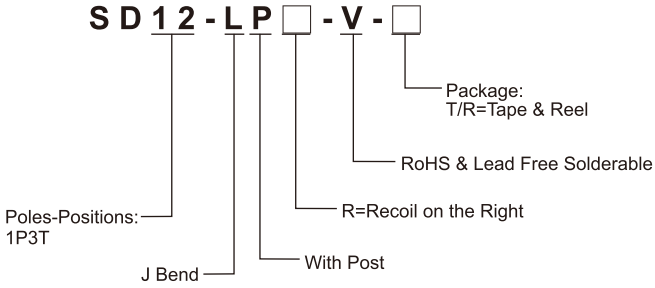 SD12-LP□-V-□
Package:
T/R=Tape & Reel
RoHS & Lead Free Solderable
R=Recoil on the Right
Poles-Positions:
1P3T
With Post
J Bend